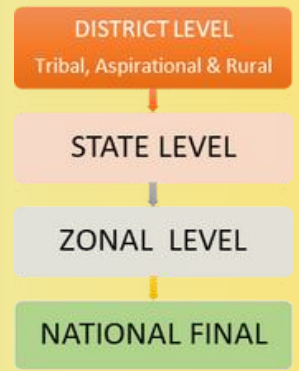 DISTRICT LEVEL
Tribal, Aspirational & Rural
STATE LEVEL
ZONAL LEVEL
NATIONAL FINAL